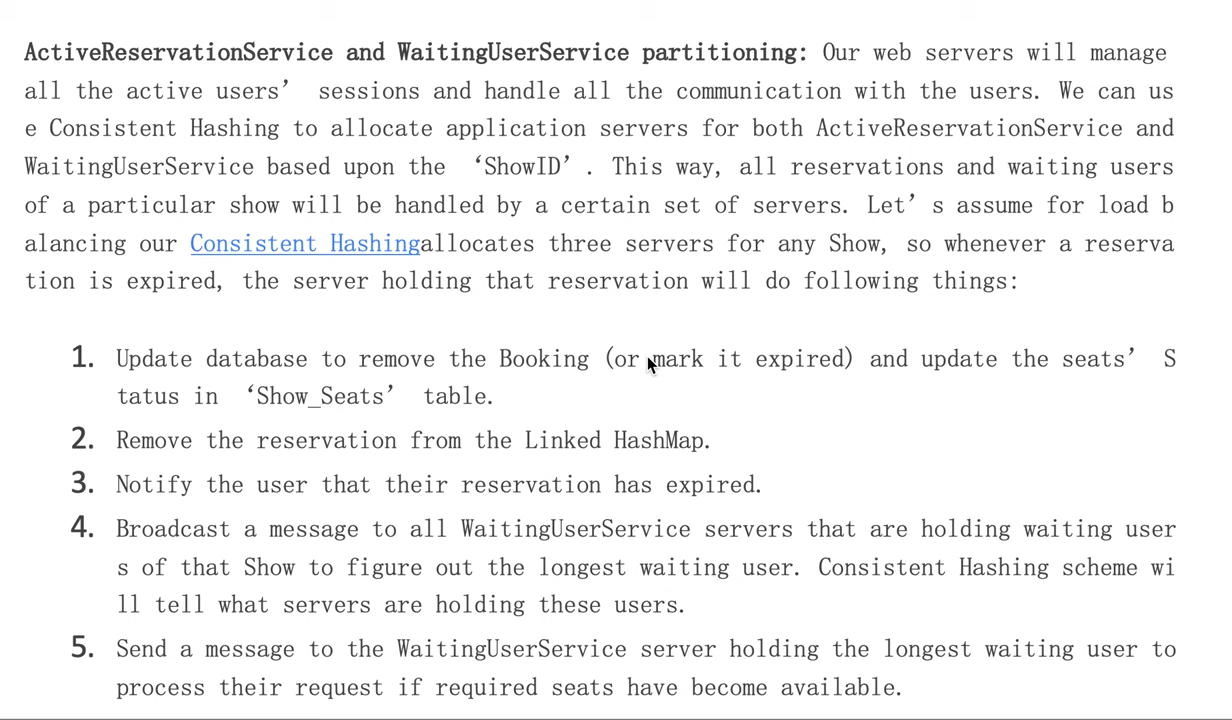 ActiveReservationService and WaitingUserService partitioning: Our web servers will manage
all the active users’ sessions and handle all the communication with the users. We can us
e Consistent Hashing to allocate application servers for both ActiveReservationService and
WaitingUserService based upon the ‘ShowID’. This way, all reservations and waiting users
of a particular show will be handled by a certain set of servers. Let’s assume for load b
alancing our Consistent Hashingallocates three servers for any Show, so whenever a reserva
tion is expired, the server holding that reservation will do following things:
1. Update database to remove the Booking (or mark it expired) and update the seats’ S
tatus in ‘Show_Seats’ table.
2. Remove the reservation from the Linked HashMap.
3. Notify the user that their reservation has expired.
4. Broadcast a message to all WaitingUserService servers that are holding waiting user
s of that Show to figure out the longest waiting user. Consistent Hashing scheme wi
ll tell what servers are holding these users.
5. Send a message to the WaitingUserService server holding the longest waiting user to
process their request if required seats have become available.